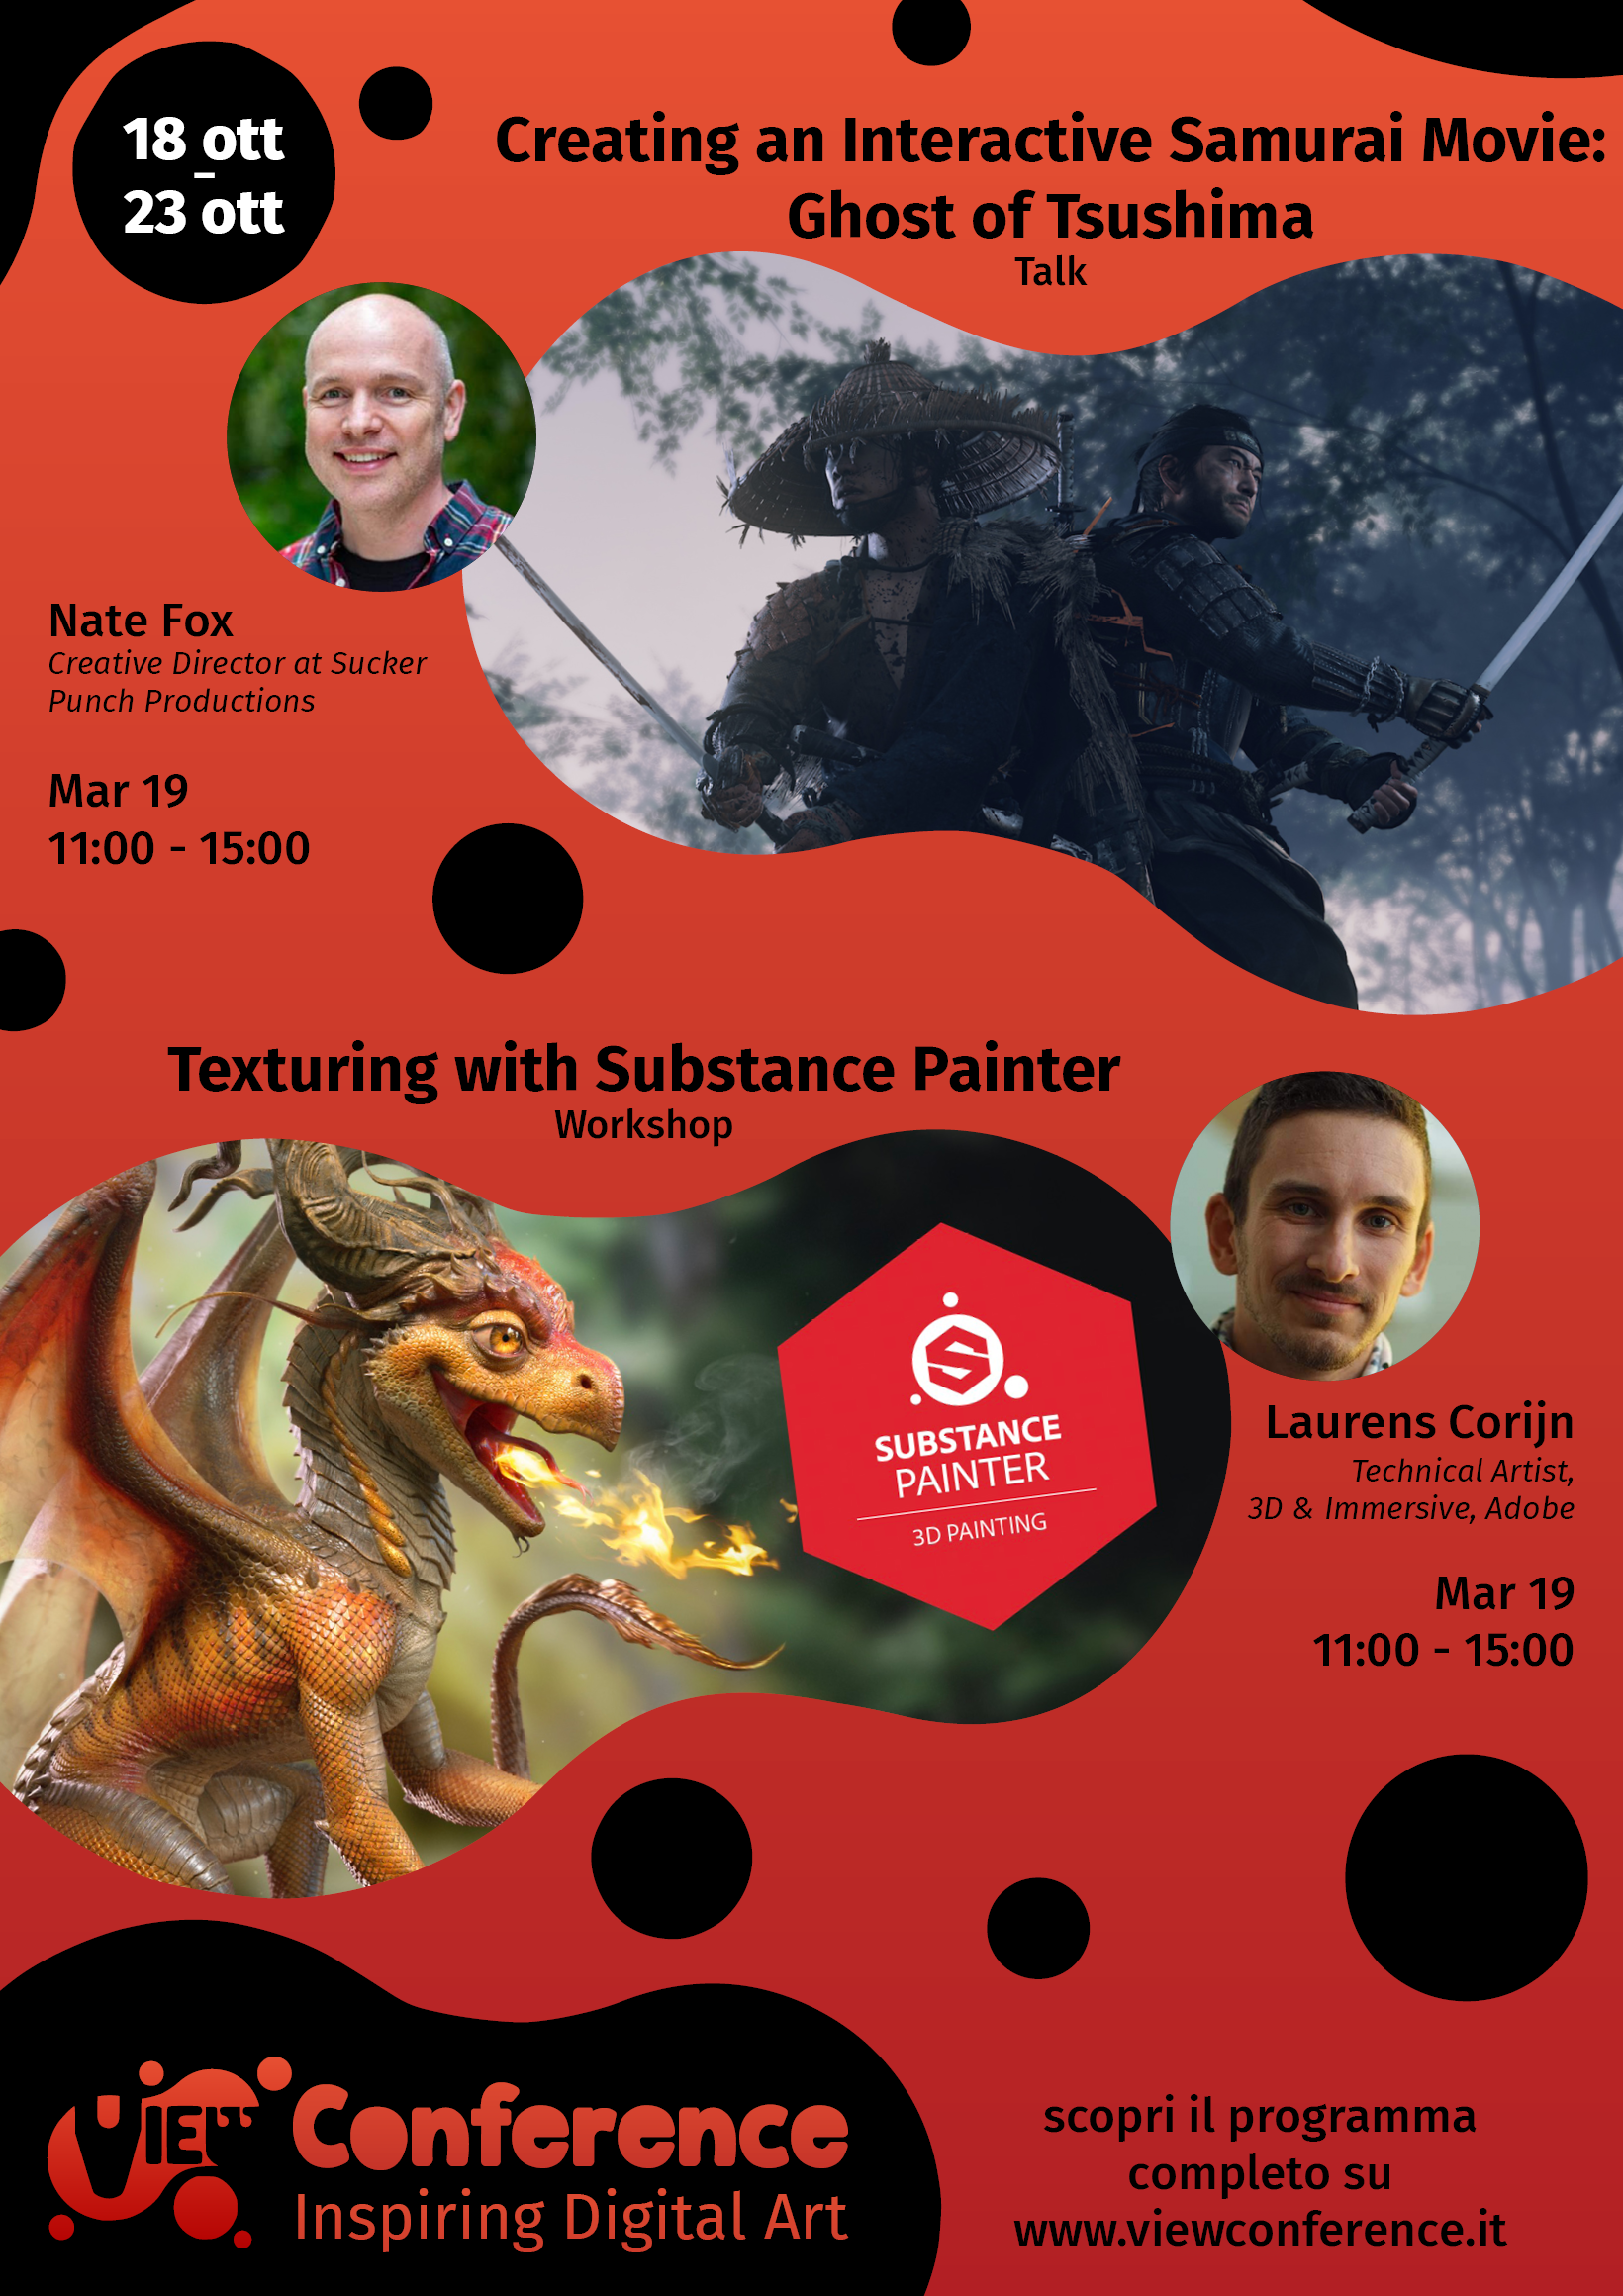 18 ott
-
23 ott
Creating an Interactive Samurai Movie:
Ghost of Tsushima
Talk
Nate Fox
Creative Director at Sucker
Punch Productions
Mar 19
11:00 - 15:00
Texturing with Substance Painter
Workshop
SUBSTANCE
PAINTER
3D PAINTING
Laurens Corijn
Technical Artist,
3D & Immersive, Adobe
Mar 19
11:00 - 15:00
VIEW Conference
Inspiring Digital Art
scopri il programma
completo su
www.viewconference.it